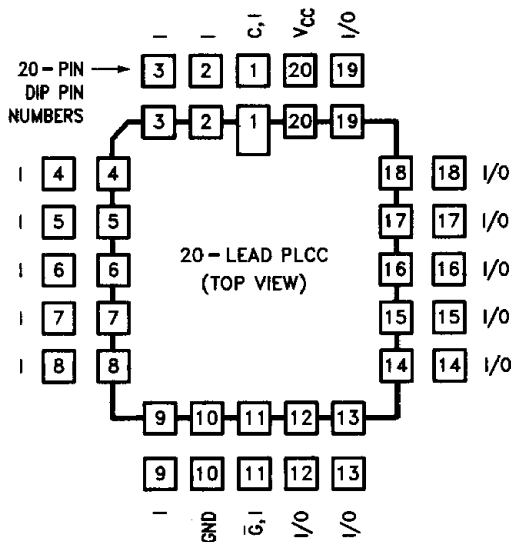 I I C,I VCC I/O
20-PIN DIP PIN NUMBERS
3 2 1 20 19
3 2 1 20 19
I 4 4 18 18 I/O
I 5 5 17 17 I/O
20-LEAD PLCC
(TOP VIEW)
I 6 6 16 16 I/O
I 7 7 15 15 I/O
I 8 8 14 14 I/O
9 10 11 12 13
9 10 11 12 13
I GND G̅,I I/O I/O